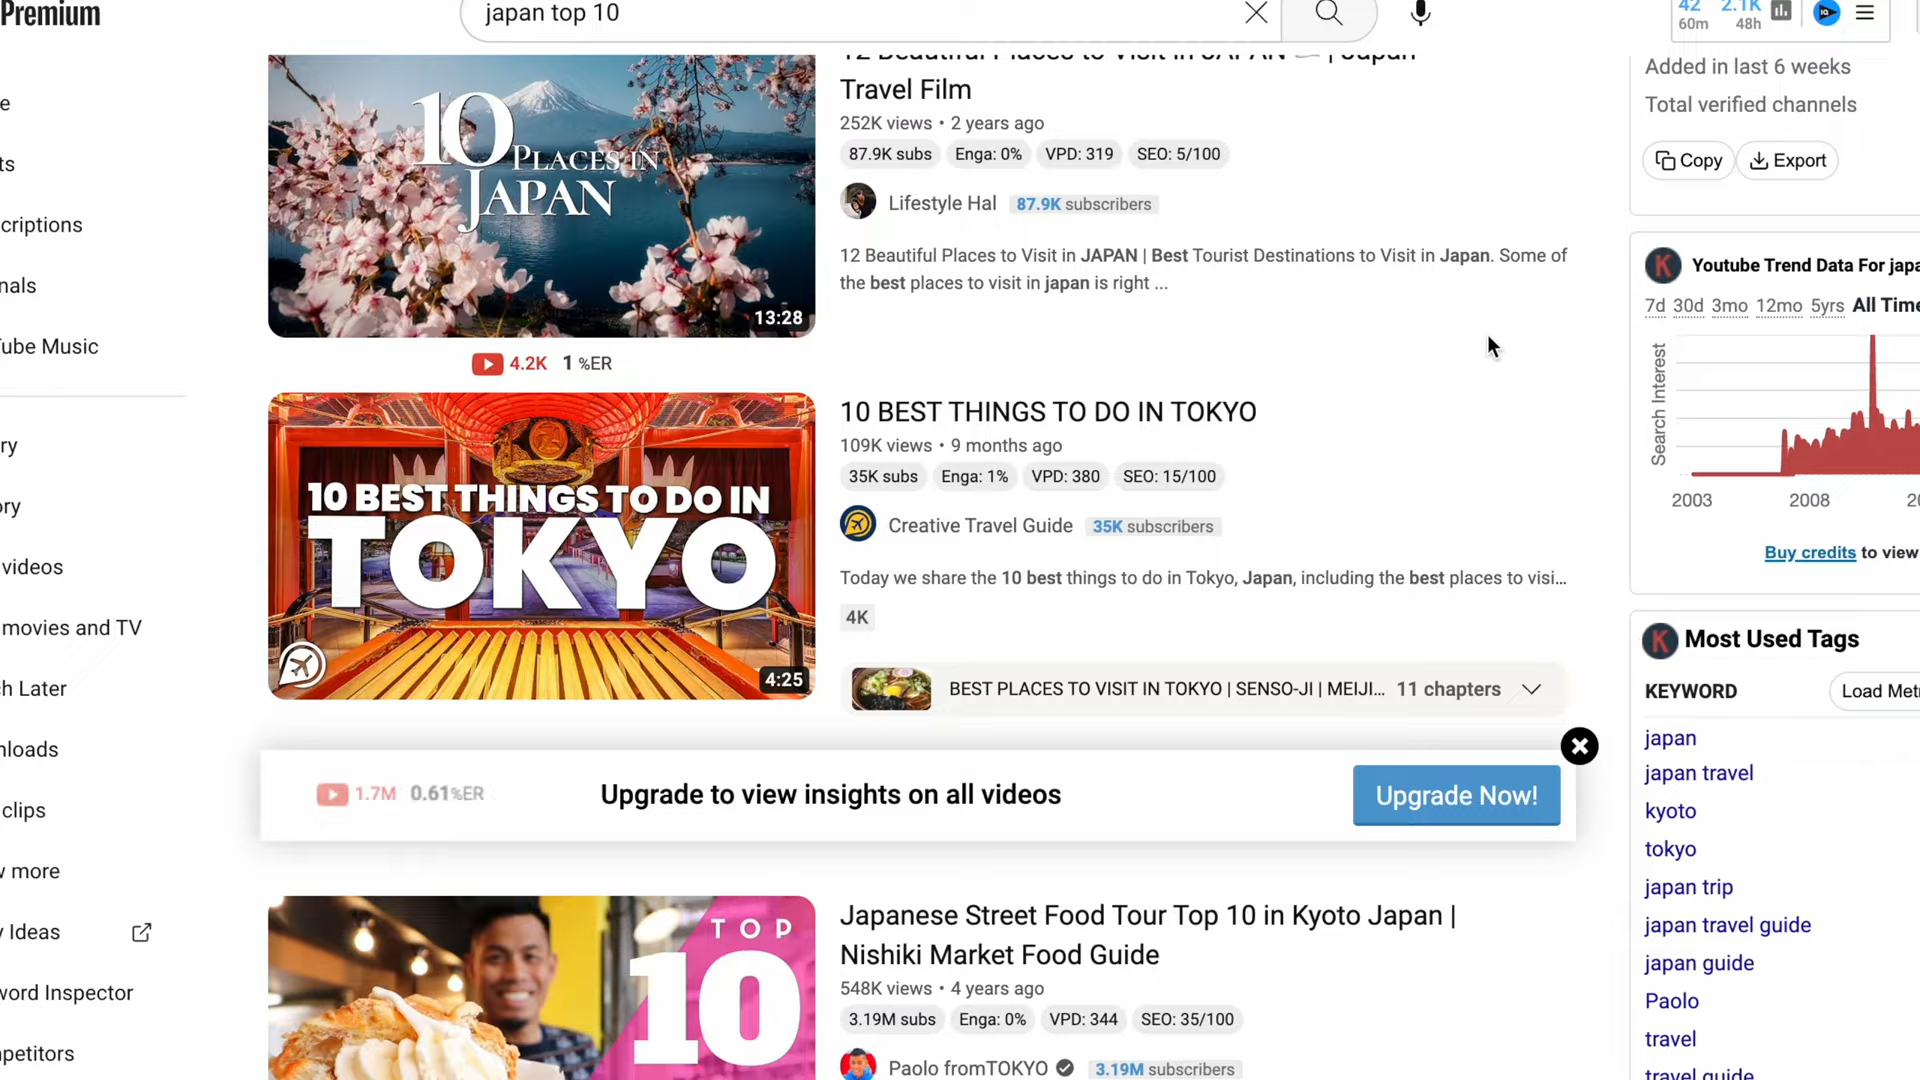 Premium
japan top 10
42
60m
2.1K
48h
e
ts
criptions
nals
ube Music
ry
ory
videos
movies and TV
h Later
loads
clips
w more
y Ideas
word Inspector
petitors
10
PLACES IN
JAPAN
13:28
12 Beautiful Places to Visit in JAPAN | Japan
Travel Film
252K views • 2 years ago
87.9K subs Enga: 0% VPD: 319 SEO: 5/100
Lifestyle Hal 87.9K subscribers
12 Beautiful Places to Visit in JAPAN | Best Tourist Destinations to Visit in Japan. Some of
the best places to visit in japan is right ...
4.2K 1 %ER
10 BEST THINGS TO DO IN
TOKYO
4:25
10 BEST THINGS TO DO IN TOKYO
109K views • 9 months ago
35K subs Enga: 1% VPD: 380 SEO: 15/100
Creative Travel Guide 35K subscribers
Today we share the 10 best things to do in Tokyo, Japan, including the best places to visi...
4K
BEST PLACES TO VISIT IN TOKYO | SENSO-JI | MEIJI... 11 chapters
1.7M 0.61%ER Upgrade to view insights on all videos Upgrade Now!
TOP
10
Japanese Street Food Tour Top 10 in Kyoto Japan |
Nishiki Market Food Guide
548K views • 4 years ago
3.19M subs Enga: 0% VPD: 344 SEO: 35/100
Paolo fromTOKYO 3.19M subscribers
Added in last 6 weeks
Total verified channels
Copy Export
K Youtube Trend Data For japa
7d 30d 3mo 12mo 5yrs All Time
Search Interest
2003 2008 20
Buy credits to view
K Most Used Tags
KEYWORD Load Met
japan
japan travel
kyoto
tokyo
japan trip
japan travel guide
japan guide
Paolo
travel
travel guide